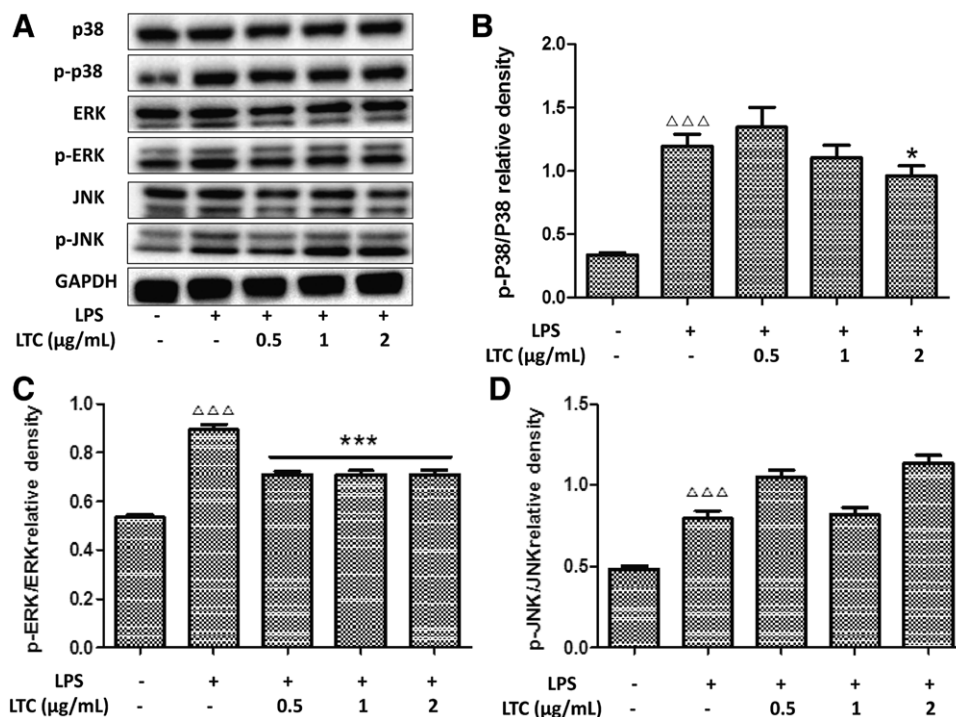 A
p38
p-p38
ERK
p-ERK
JNK
p-JNK
GAPDH
LPS - + + + +
LTC (μg/mL) - - 0.5 1 2
B
p-P38/P38 relative density
2.0
1.5
1.0
0.5
0.0
△△△
*
LPS - + + + +
LTC (μg/mL) - - 0.5 1 2
C
p-ERK/ERKrelative density
1.0
0.8
0.6
0.4
0.2
0.0
△△△
***
LPS - + + + +
LTC (μg/mL) - - 0.5 1 2
D
p-JNK/JNKrelative density
1.5
1.0
0.5
0.0
△△△
LPS - + + + +
LTC (μg/mL) - - 0.5 1 2